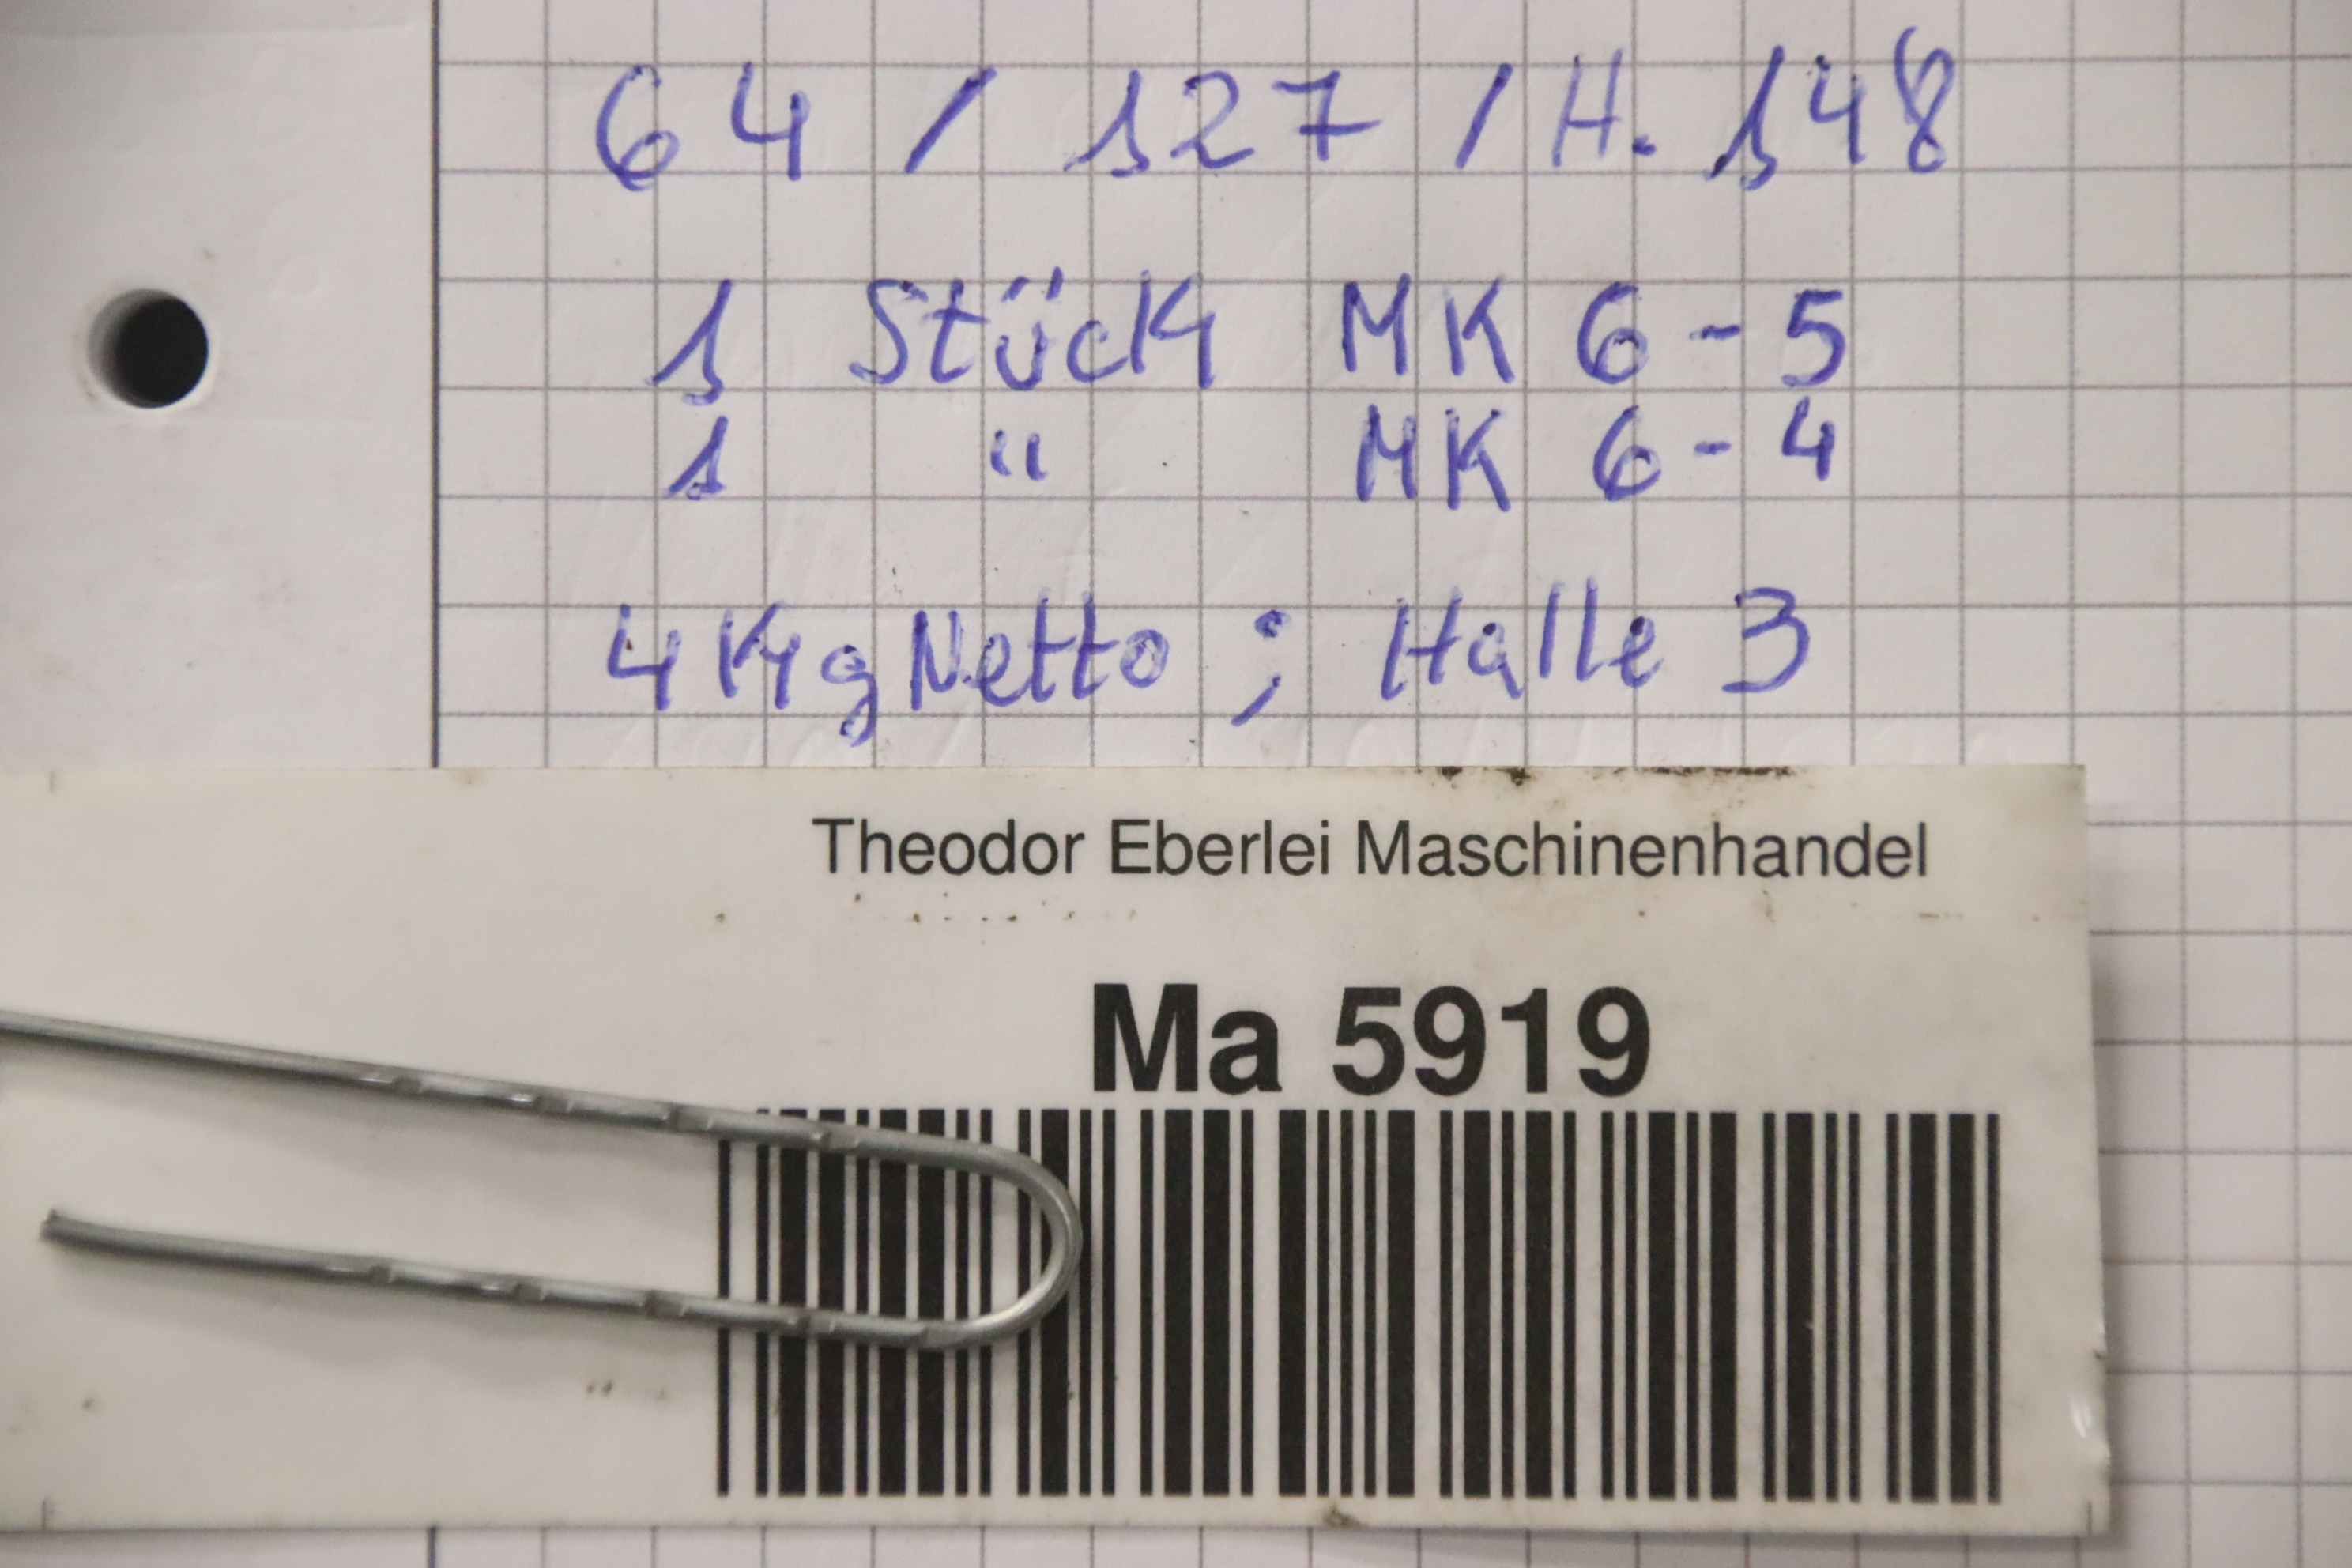 64 / 127 / H. 148
1 Stück MK 6-5
1 " MK 6-4
4 Kg Netto ; Halle 3
Theodor Eberlei Maschinenhandel
Ma 5919